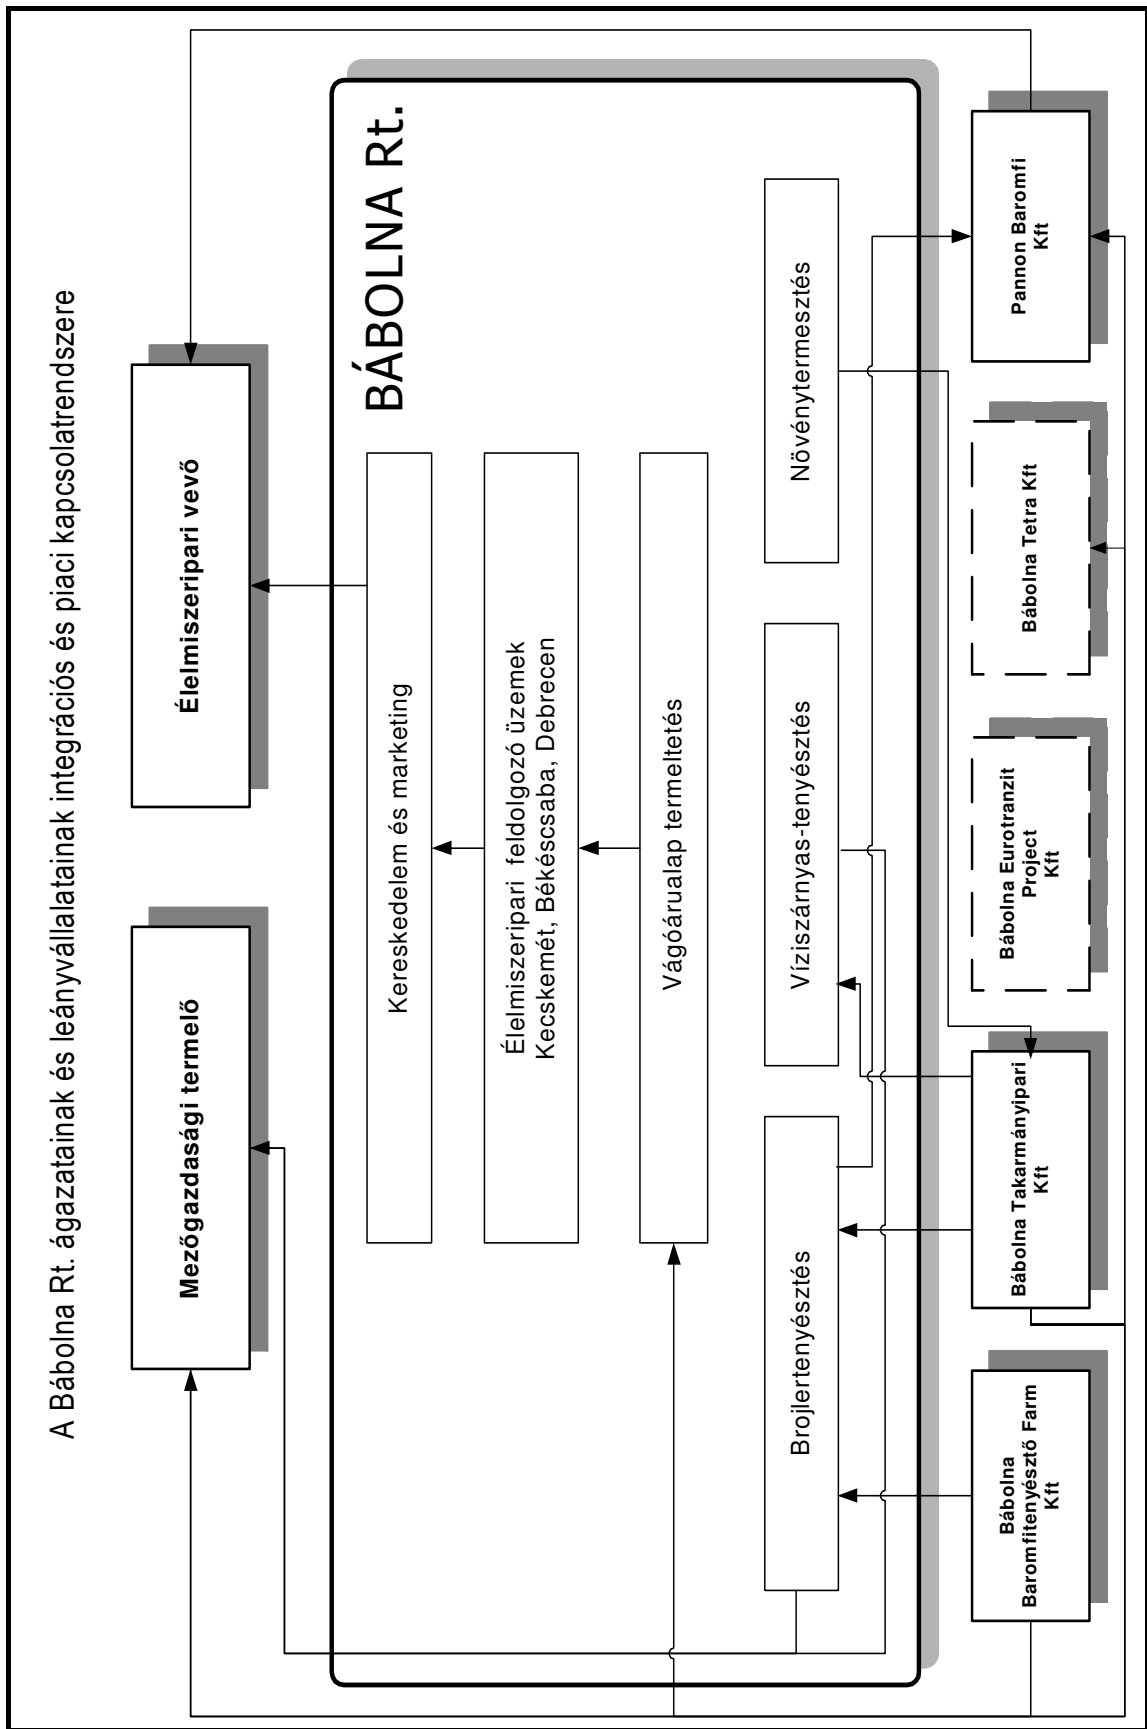 A Bábolna Rt. ágazatainak és leányvállalatainak integrációs és piaci kapcsolatrendszere
Mezőgazdasági termelő
Élelmiszeripari vevő
BÁBOLNA Rt.
Kereskedelem és marketing
Élelmiszeripari feldolgozó üzemek
Kecskemét, Békéscsaba, Debrecen
Vágóárualap termeltetés
Brojlertenyésztés
Víziszárnyas-tenyésztés
Növénytermesztés
Bábolna
Baromfitenyésztő Farm
Kft
Bábolna Takarmányipari
Kft
Bábolna Eurotranzit
Project
Kft
Bábolna Tetra Kft
Pannon Baromfi
Kft